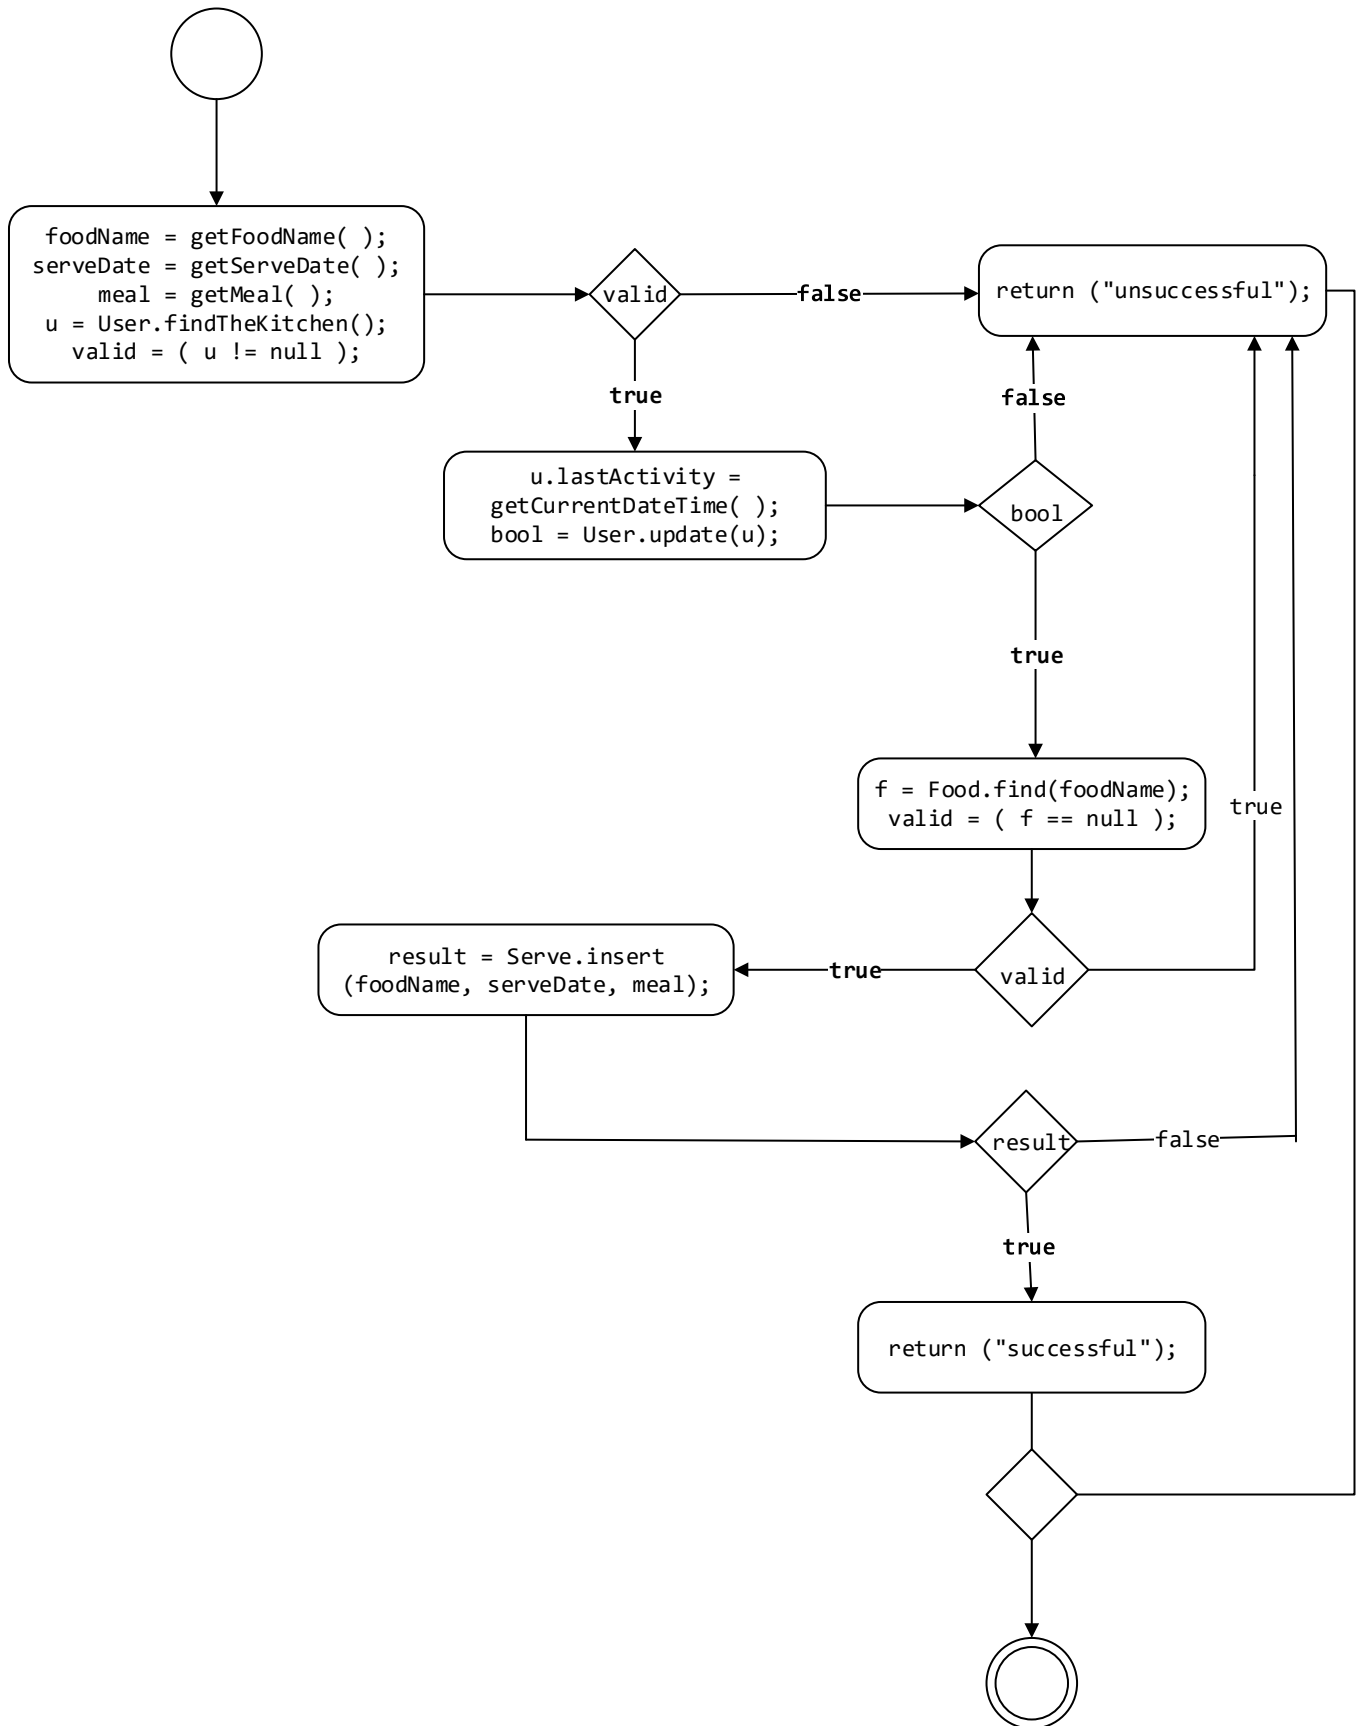 foodName = getFoodName( );
serveDate = getServeDate( );
meal = getMeal( );
u = User.findTheKitchen();
valid = ( u != null );
valid
false
return ("unsuccessful");
true
false
u.lastActivity =
getCurrentDateTime( );
bool = User.update(u);
bool
true
f = Food.find(foodName);
valid = ( f == null );
true
result = Serve.insert
(foodName, serveDate, meal);
true
valid
result
false
true
return ("successful");